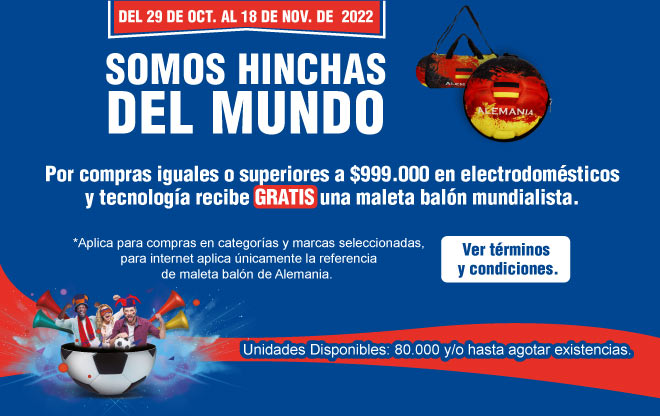 DEL 29 DE OCT. AL 18 DE NOV. DE 2022
SOMOS HINCHAS
DEL MUNDO
ALEMANIA
ALEMANIA
Por compras iguales o superiores a $999.000 en electrodomésticos
y tecnología recibe GRATIS una maleta balón mundialista.
*Aplica para compras en categorías y marcas seleccionadas,
para internet aplica únicamente la referencia
de maleta balón de Alemania.
Ver términos
y condiciones.
Unidades Disponibles: 80.000 y/o hasta agotar existencias.